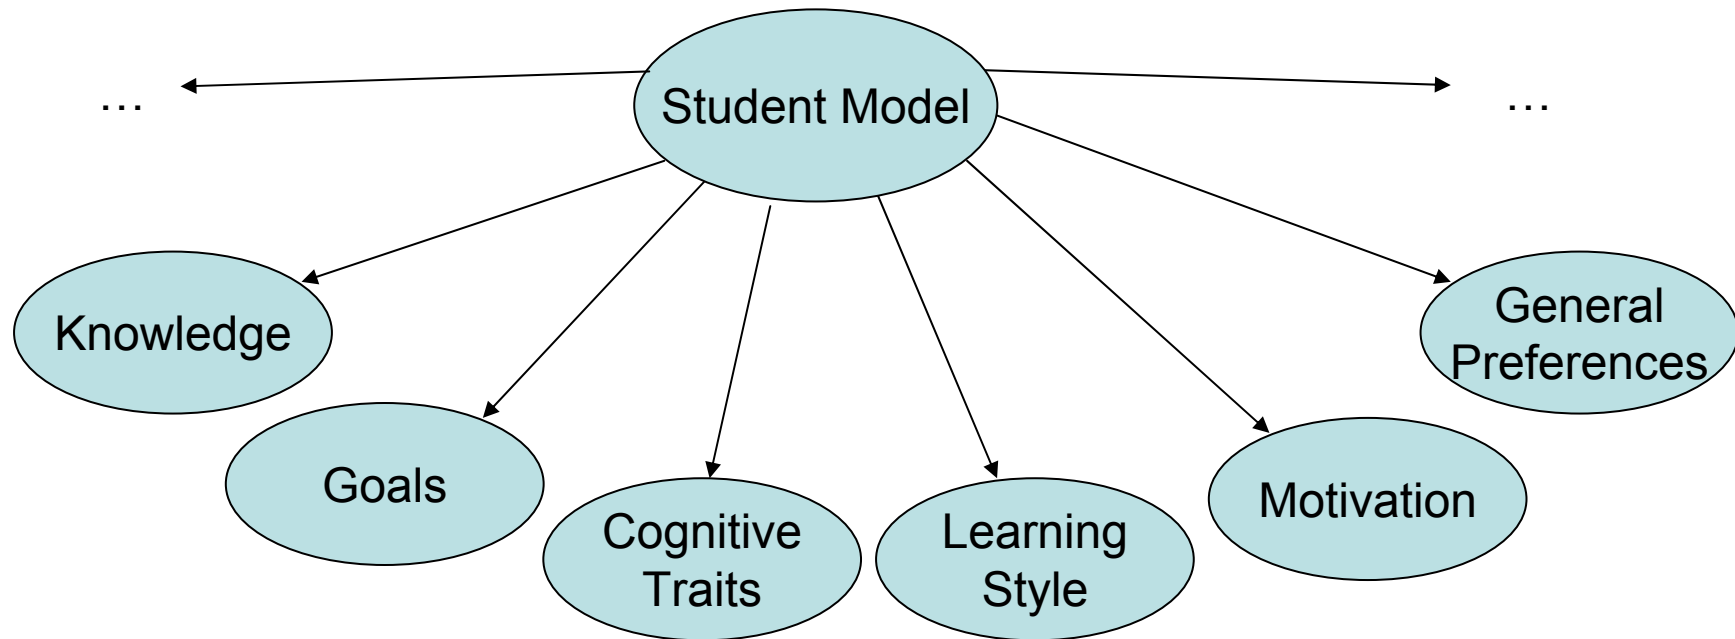 …
Student Model
…
Knowledge
General
Preferences
Goals
Motivation
Cognitive
Traits
Learning
Style